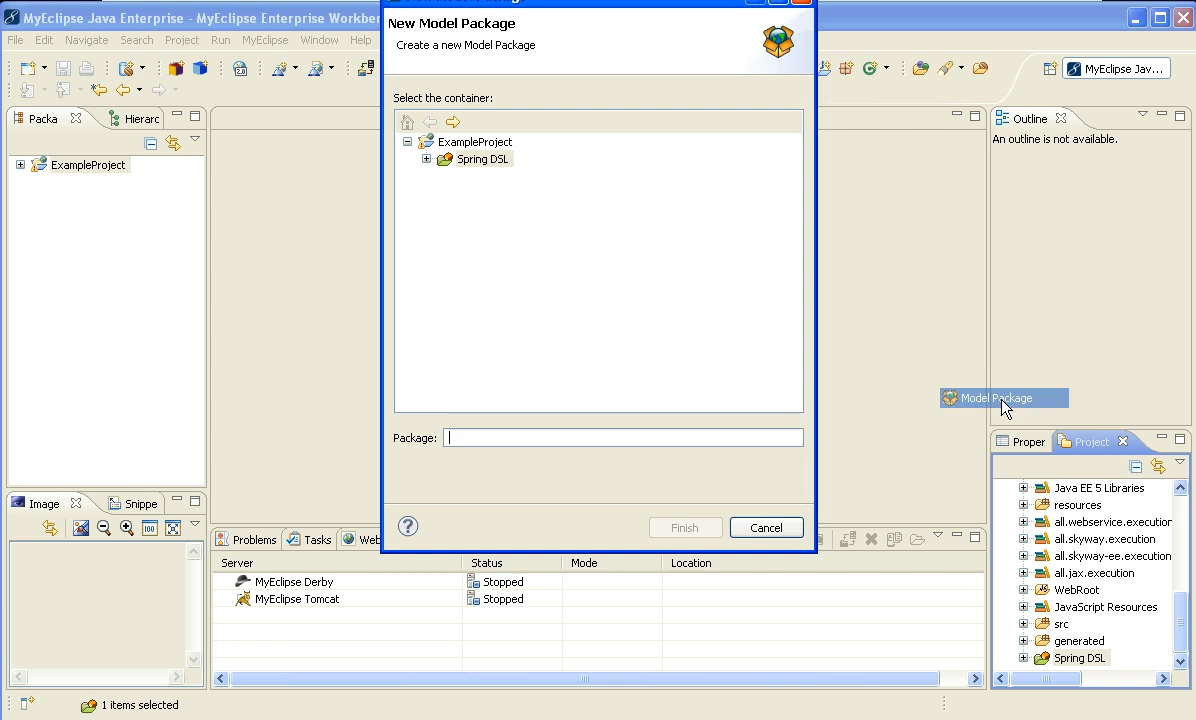 MyEclipse Java Enterprise - MyEclipse Enterprise Workber
File Edit Navigate Search Project Run MyEclipse Window Help
MyEclipse Jav...
New Model Package
Create a new Model Package
Select the container:
ExampleProject
Spring DSL
Package:
Finish
Cancel
Packa
Hierarc
ExampleProject
Outline
An outline is not available.
Model Package
Image
Snippe
Problems
Tasks
Web
Server
Status
Mode
Location
MyEclipse Derby
Stopped
MyEclipse Tomcat
Stopped
Proper
Project
Java EE 5 Libraries
resources
all.webservice.execution
all.skyway.execution
all.skyway-ee.execution
all.jax.execution
WebRoot
JavaScript Resources
src
generated
Spring DSL
1 items selected